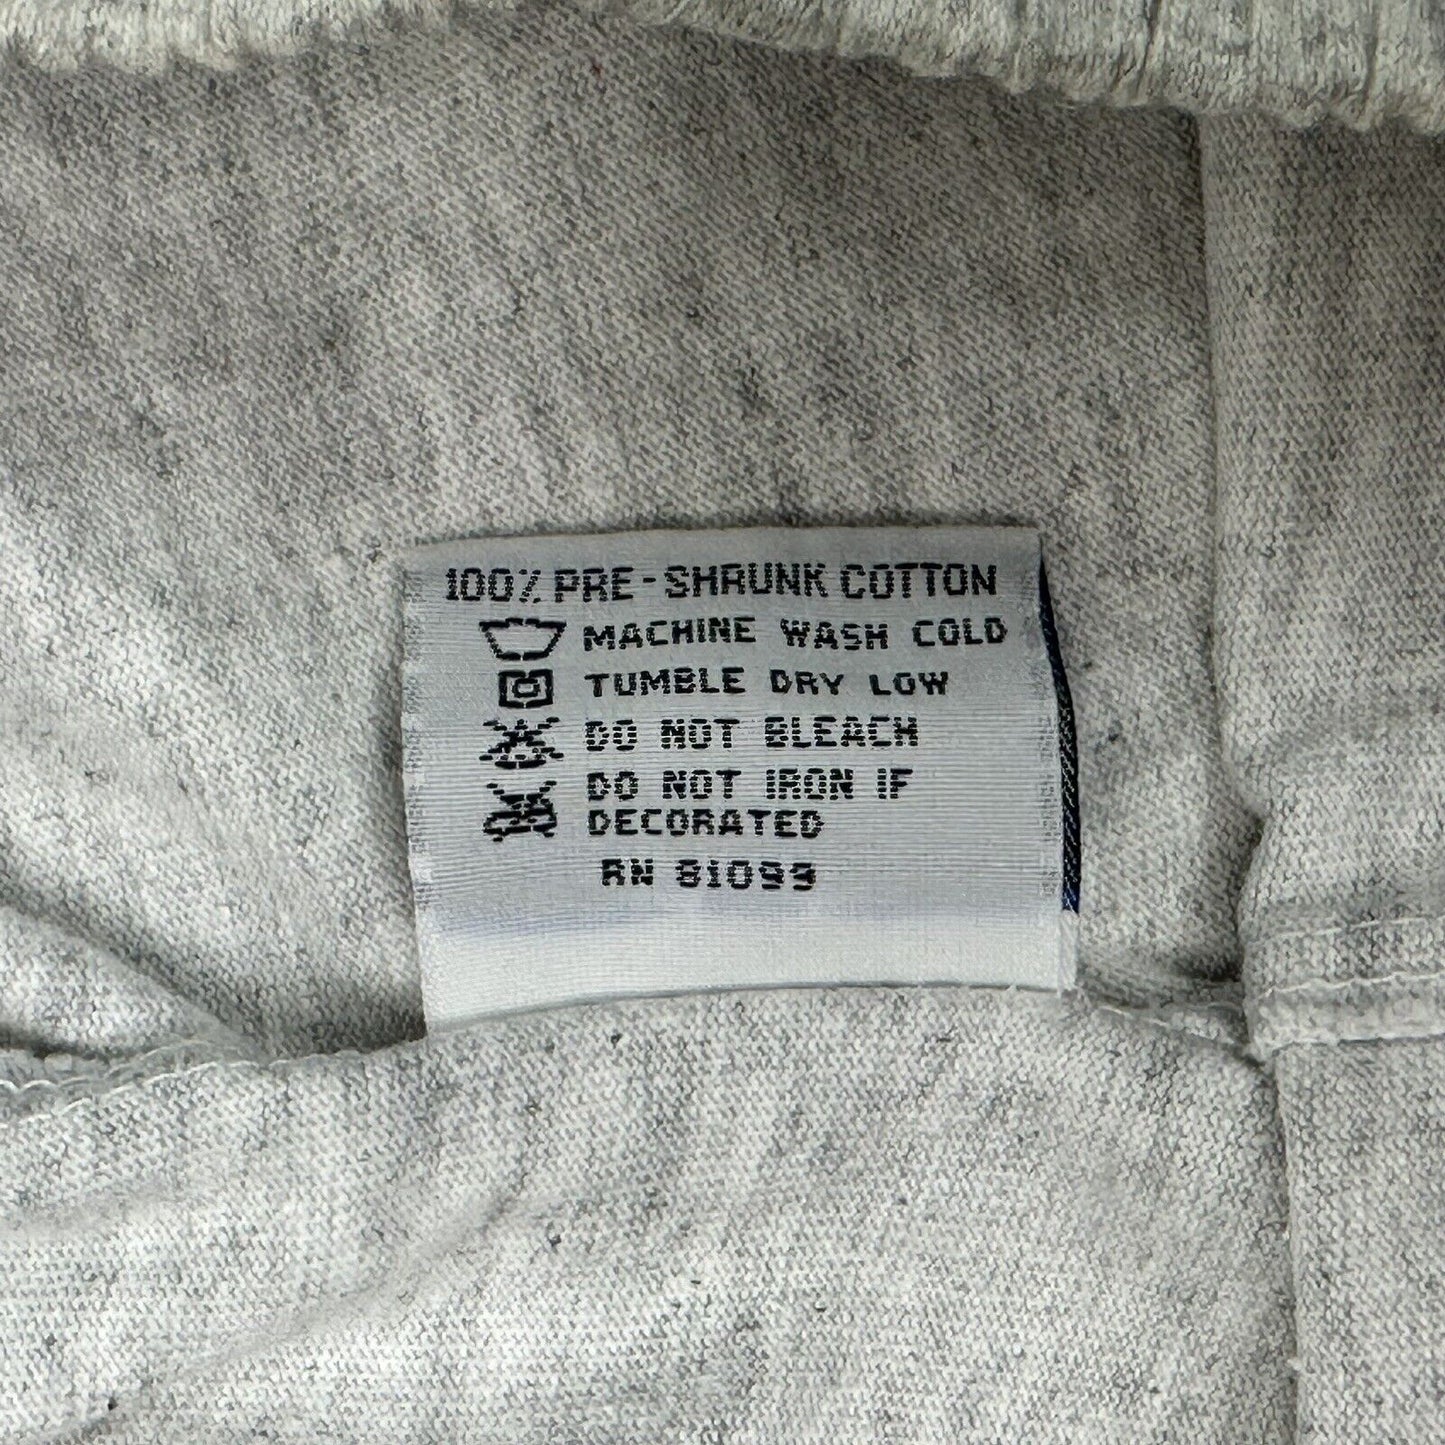 100% PRE-SHRUNK COTTON
MACHINE WASH COLD
TUMBLE DRY LOW
DO NOT BLEACH
DO NOT IRON IF
DECORATED
RN 81099